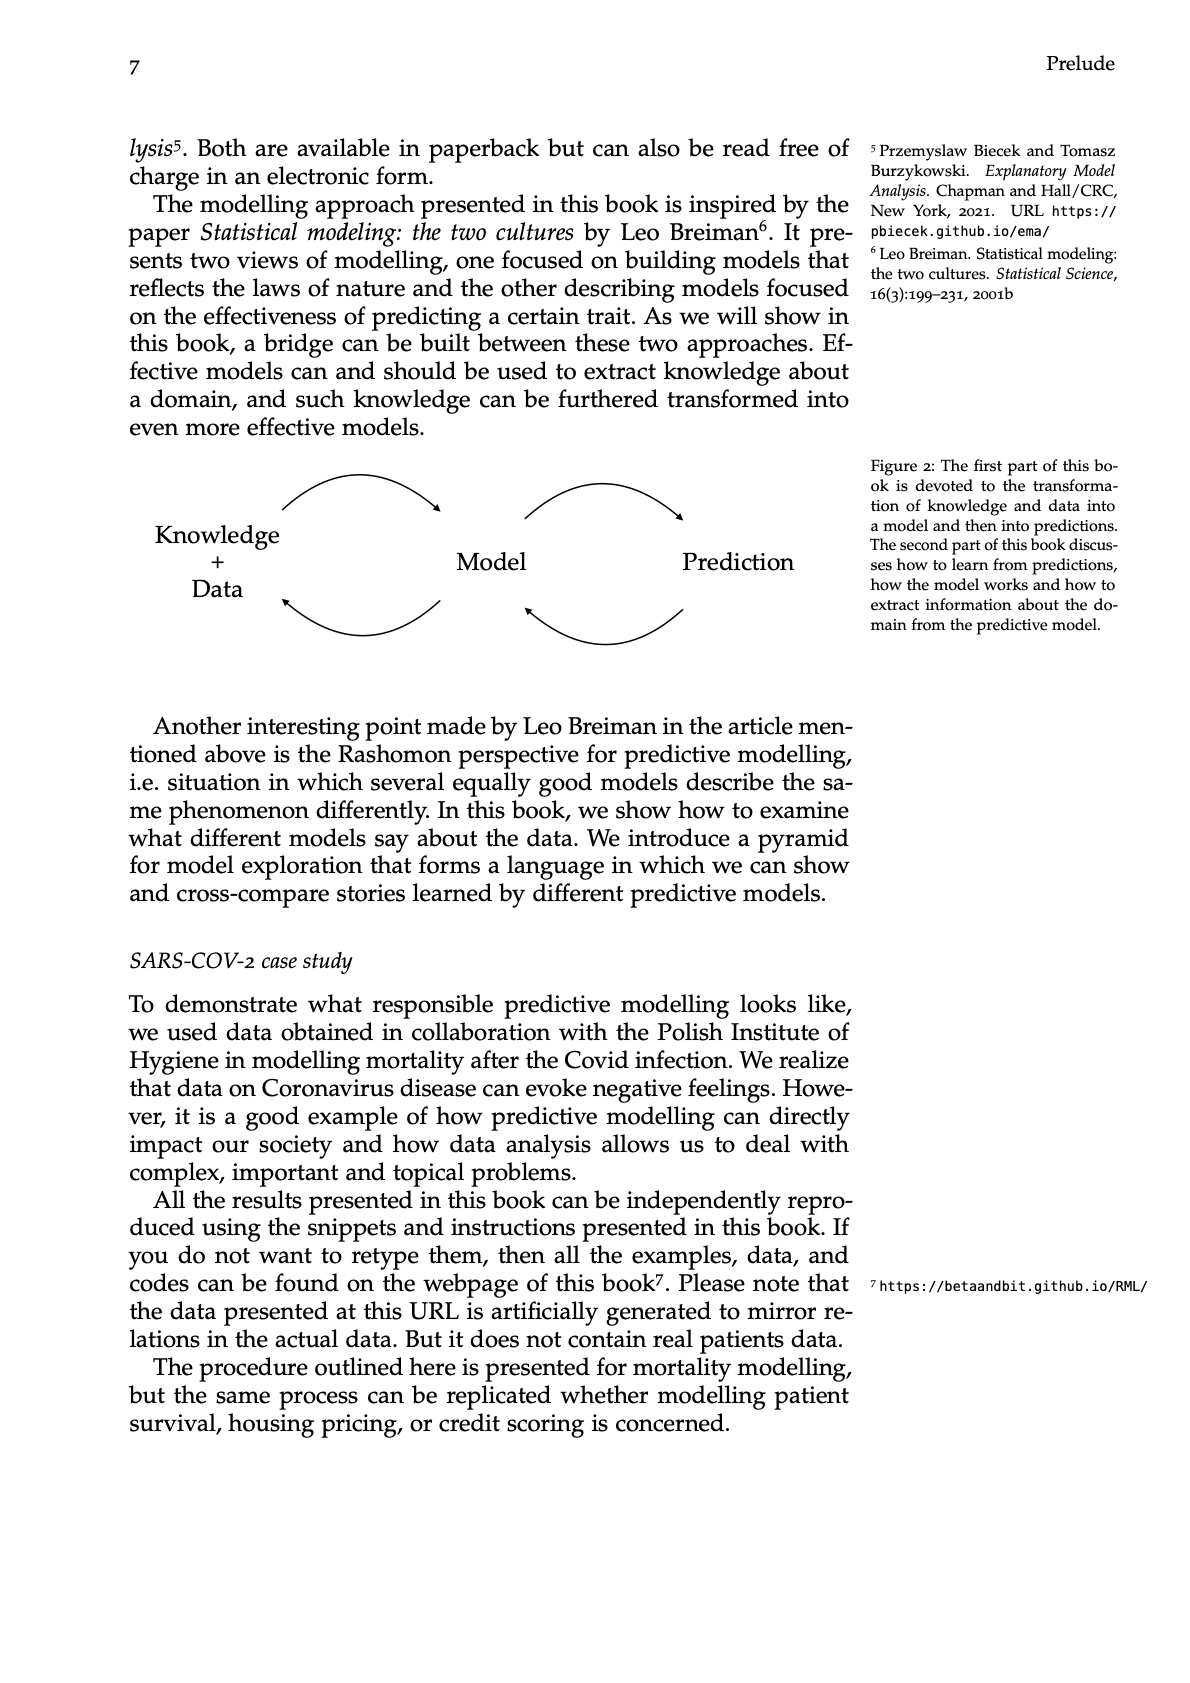 7
Prelude
lysis⁵. Both are available in paperback but can also be read free of
charge in an electronic form.
The modelling approach presented in this book is inspired by the
paper Statistical modeling: the two cultures by Leo Breiman⁶. It pre-
sents two views of modelling, one focused on building models that
reflects the laws of nature and the other describing models focused
on the effectiveness of predicting a certain trait. As we will show in
this book, a bridge can be built between these two approaches. Ef-
fective models can and should be used to extract knowledge about
a domain, and such knowledge can be furthered transformed into
even more effective models.
⁵ Przemyslaw Biecek and Tomasz
Burzykowski. Explanatory Model
Analysis. Chapman and Hall/CRC,
New York, 2021. URL https://
pbiecek.github.io/ema/
⁶ Leo Breiman. Statistical modeling:
the two cultures. Statistical Science,
16(3):199–231, 2001b
Knowledge
+
Data
Model
Prediction
Figure 2: The first part of this bo-
ok is devoted to the transforma-
tion of knowledge and data into
a model and then into predictions.
The second part of this book discus-
ses how to learn from predictions,
how the model works and how to
extract information about the do-
main from the predictive model.
Another interesting point made by Leo Breiman in the article men-
tioned above is the Rashomon perspective for predictive modelling,
i.e. situation in which several equally good models describe the sa-
me phenomenon differently. In this book, we show how to examine
what different models say about the data. We introduce a pyramid
for model exploration that forms a language in which we can show
and cross-compare stories learned by different predictive models.
SARS-COV-2 case study
To demonstrate what responsible predictive modelling looks like,
we used data obtained in collaboration with the Polish Institute of
Hygiene in modelling mortality after the Covid infection. We realize
that data on Coronavirus disease can evoke negative feelings. Howe-
ver, it is a good example of how predictive modelling can directly
impact our society and how data analysis allows us to deal with
complex, important and topical problems.
All the results presented in this book can be independently repro-
duced using the snippets and instructions presented in this book. If
you do not want to retype them, then all the examples, data, and
codes can be found on the webpage of this book⁷. Please note that
the data presented at this URL is artificially generated to mirror re-
lations in the actual data. But it does not contain real patients data.
The procedure outlined here is presented for mortality modelling,
but the same process can be replicated whether modelling patient
survival, housing pricing, or credit scoring is concerned.
⁷ https://betaandbit.github.io/RML/